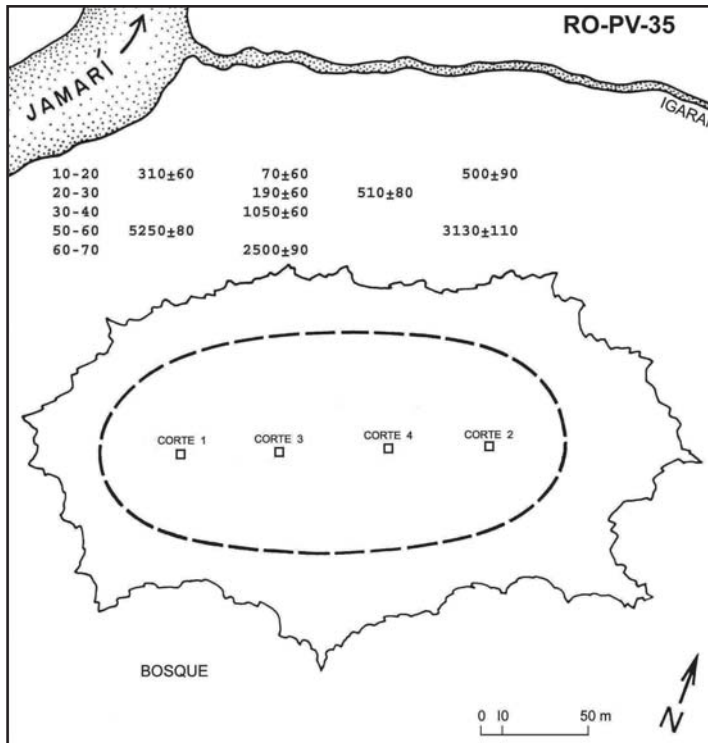 RO-PV-35
JAMARÍ
IGARAP
10-20 310±60 70±60 500±90
20-30 190±60 510±80
30-40 1050±60
50-60 5250±80 3130±110
60-70 2500±90
CORTE 1 CORTE 3 CORTE 4 CORTE 2
BOSQUE
N
0 10 50 m